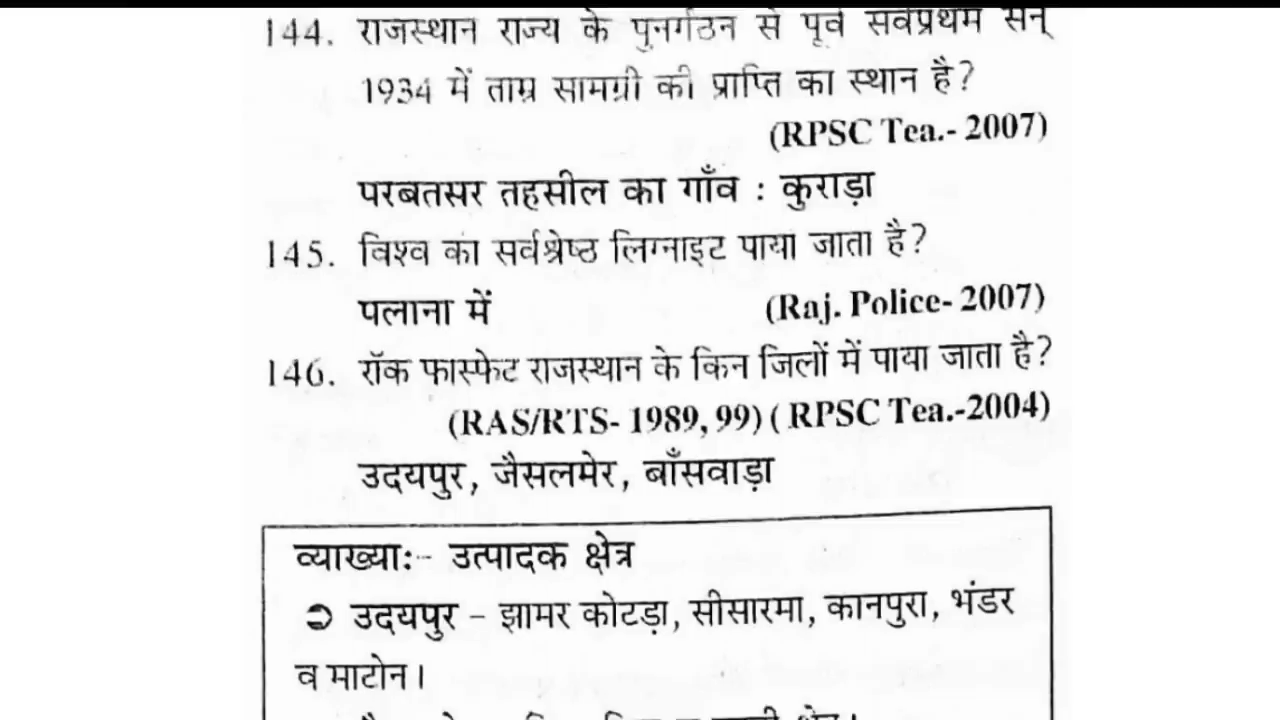 144. राजस्थान राज्य के पुनर्गठन से पूर्व सर्वप्रथम सन्
1934 में ताम्र सामग्री की प्राप्ति का स्थान है?
(RPSC Tea.- 2007)
परबतसर तहसील का गाँव : कुराड़ा
145. विश्व का सर्वश्रेष्ठ लिग्नाइट पाया जाता है?
पलाना में (Raj. Police- 2007)
146. रॉक फास्फेट राजस्थान के किन जिलों में पाया जाता है?
(RAS/RTS- 1989, 99) ( RPSC Tea.-2004)
उदयपुर, जैसलमेर, बाँसवाड़ा
व्याख्याः- उत्पादक क्षेत्र
➲ उदयपुर - झामर कोटड़ा, सीसारमा, कानपुरा, भंडर
व माटोन।